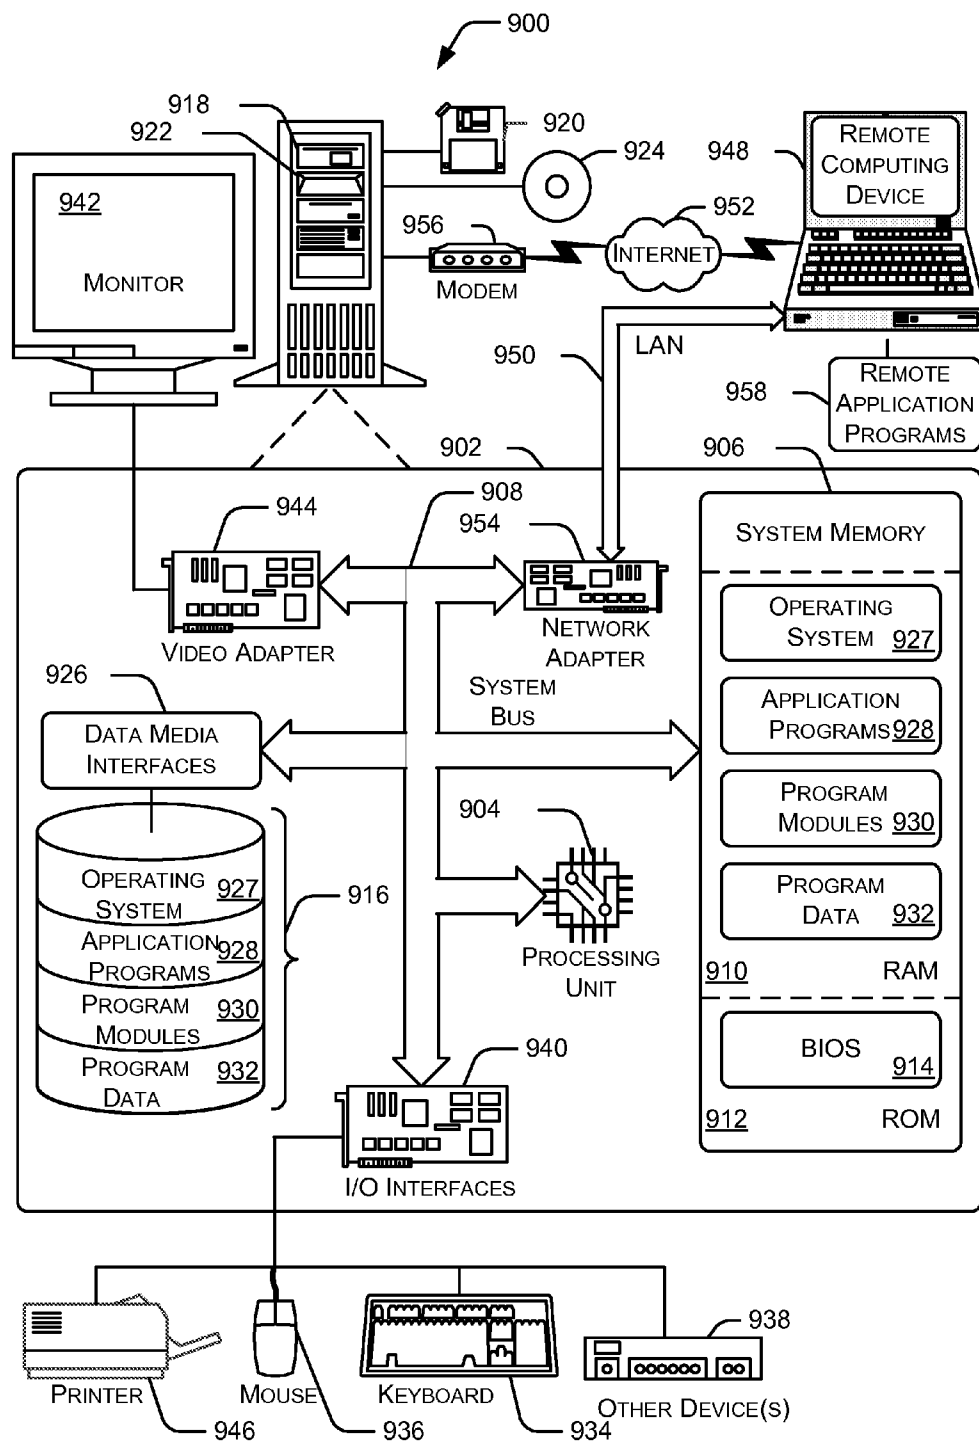 900
918
922
920
924
948
REMOTE
COMPUTING
DEVICE
942
MONITOR
956
952
INTERNET
MODEM
LAN
950
958
REMOTE
APPLICATION
PROGRAMS
902
906
908
944
954
SYSTEM MEMORY
VIDEO ADAPTER
NETWORK
ADAPTER
OPERATING
SYSTEM 927
926
SYSTEM
BUS
DATA MEDIA
INTERFACES
APPLICATION
PROGRAMS 928
904
PROGRAM
MODULES 930
OPERATING
SYSTEM 927
916
APPLICATION
PROGRAMS 928
PROGRAM
MODULES 930
PROGRAM
DATA 932
PROCESSING
UNIT
PROGRAM
DATA 932
910 RAM
940
BIOS
914
912 ROM
I/O INTERFACES
938
PRINTER
MOUSE
KEYBOARD
OTHER DEVICE(S)
946
936
934